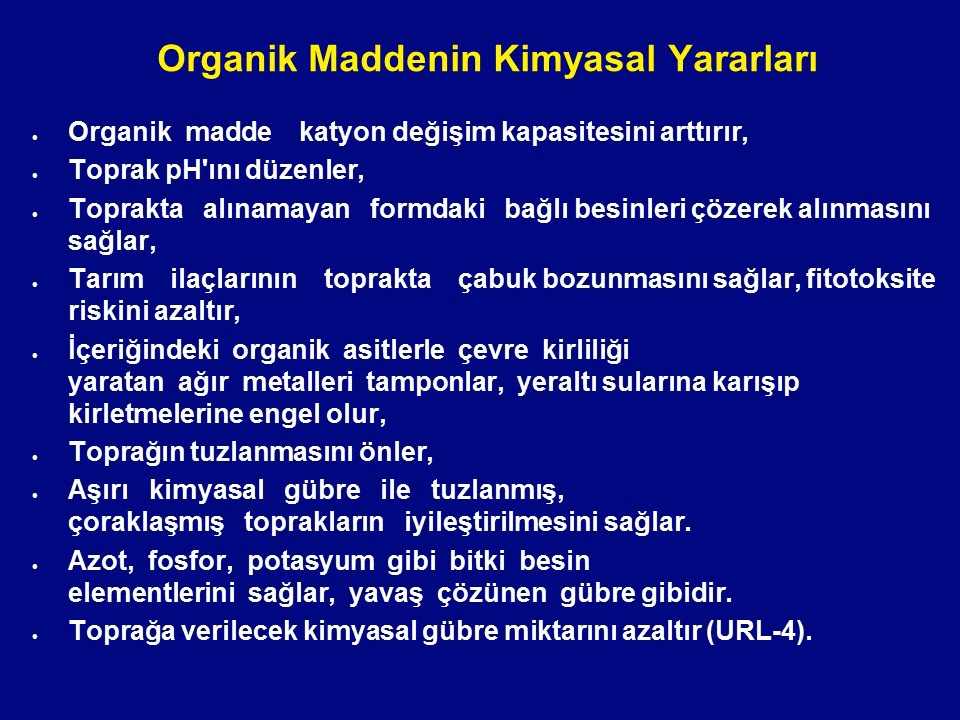 Organik Maddenin Kimyasal Yararları
● Organik madde katyon değişim kapasitesini arttırır,
● Toprak pH'ını düzenler,
● Toprakta alınamayan formdaki bağlı besinleri çözerek alınmasını
sağlar,
● Tarım ilaçlarının toprakta çabuk bozunmasını sağlar, fitotoksite
riskini azaltır,
● İçeriğindeki organik asitlerle çevre kirliliği
yaratan ağır metalleri tamponlar, yeraltı sularına karışıp
kirletmelerine engel olur,
● Toprağın tuzlanmasını önler,
● Aşırı kimyasal gübre ile tuzlanmış,
çoraklaşmış toprakların iyileştirilmesini sağlar.
● Azot, fosfor, potasyum gibi bitki besin
elementlerini sağlar, yavaş çözünen gübre gibidir.
● Toprağa verilecek kimyasal gübre miktarını azaltır (URL-4).